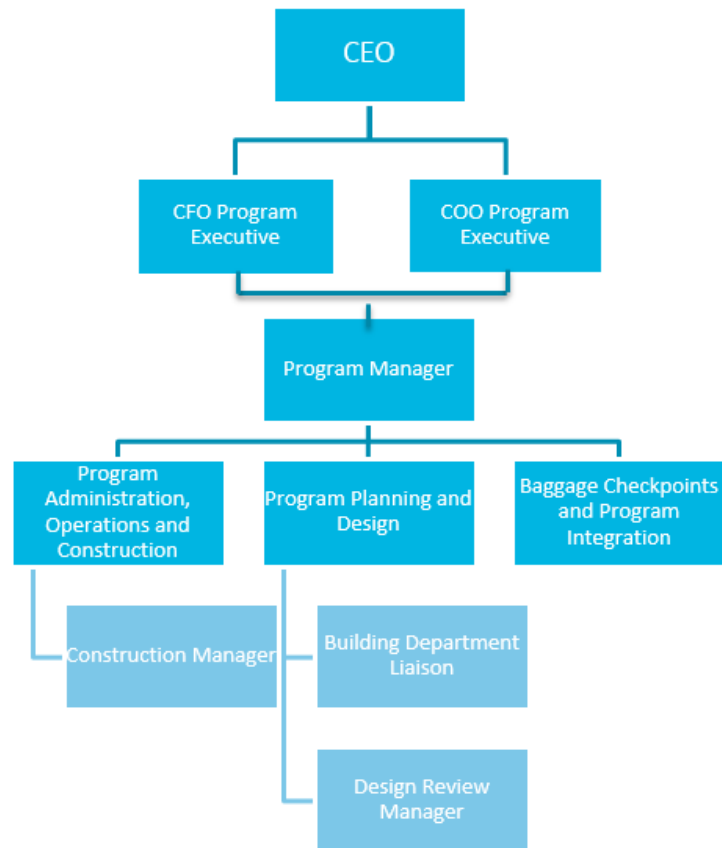 CEO
CFO Program
Executive
COO Program
Executive
Program Manager
Program
Administration,
Operations and
Construction
Program Planning and
Design
Baggage Checkpoints
and Program
Integration
Construction Manager
Building Department
Liaison
Design Review
Manager